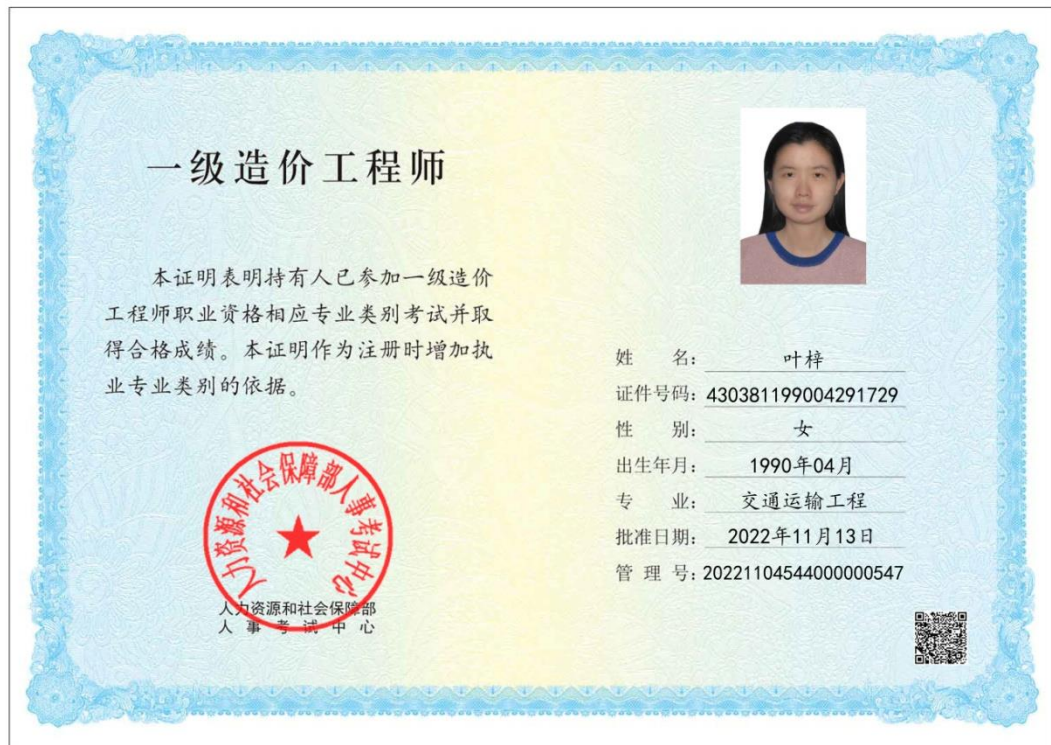 一级造价工程师
本证明表明持有人已参加一级造价
工程师职业资格相应专业类别考试并取
得合格成绩。本证明作为注册时增加执
业专业类别的依据。
人力资源和社会保障部人事考试中心
人力资源和社会保障部
人事考试中心
姓 名：叶梓
证件号码：430381199004291729
性 别：女
出生年月：1990年04月
专 业：交通运输工程
批准日期：2022年11月13日
管 理 号：20221104544000000547